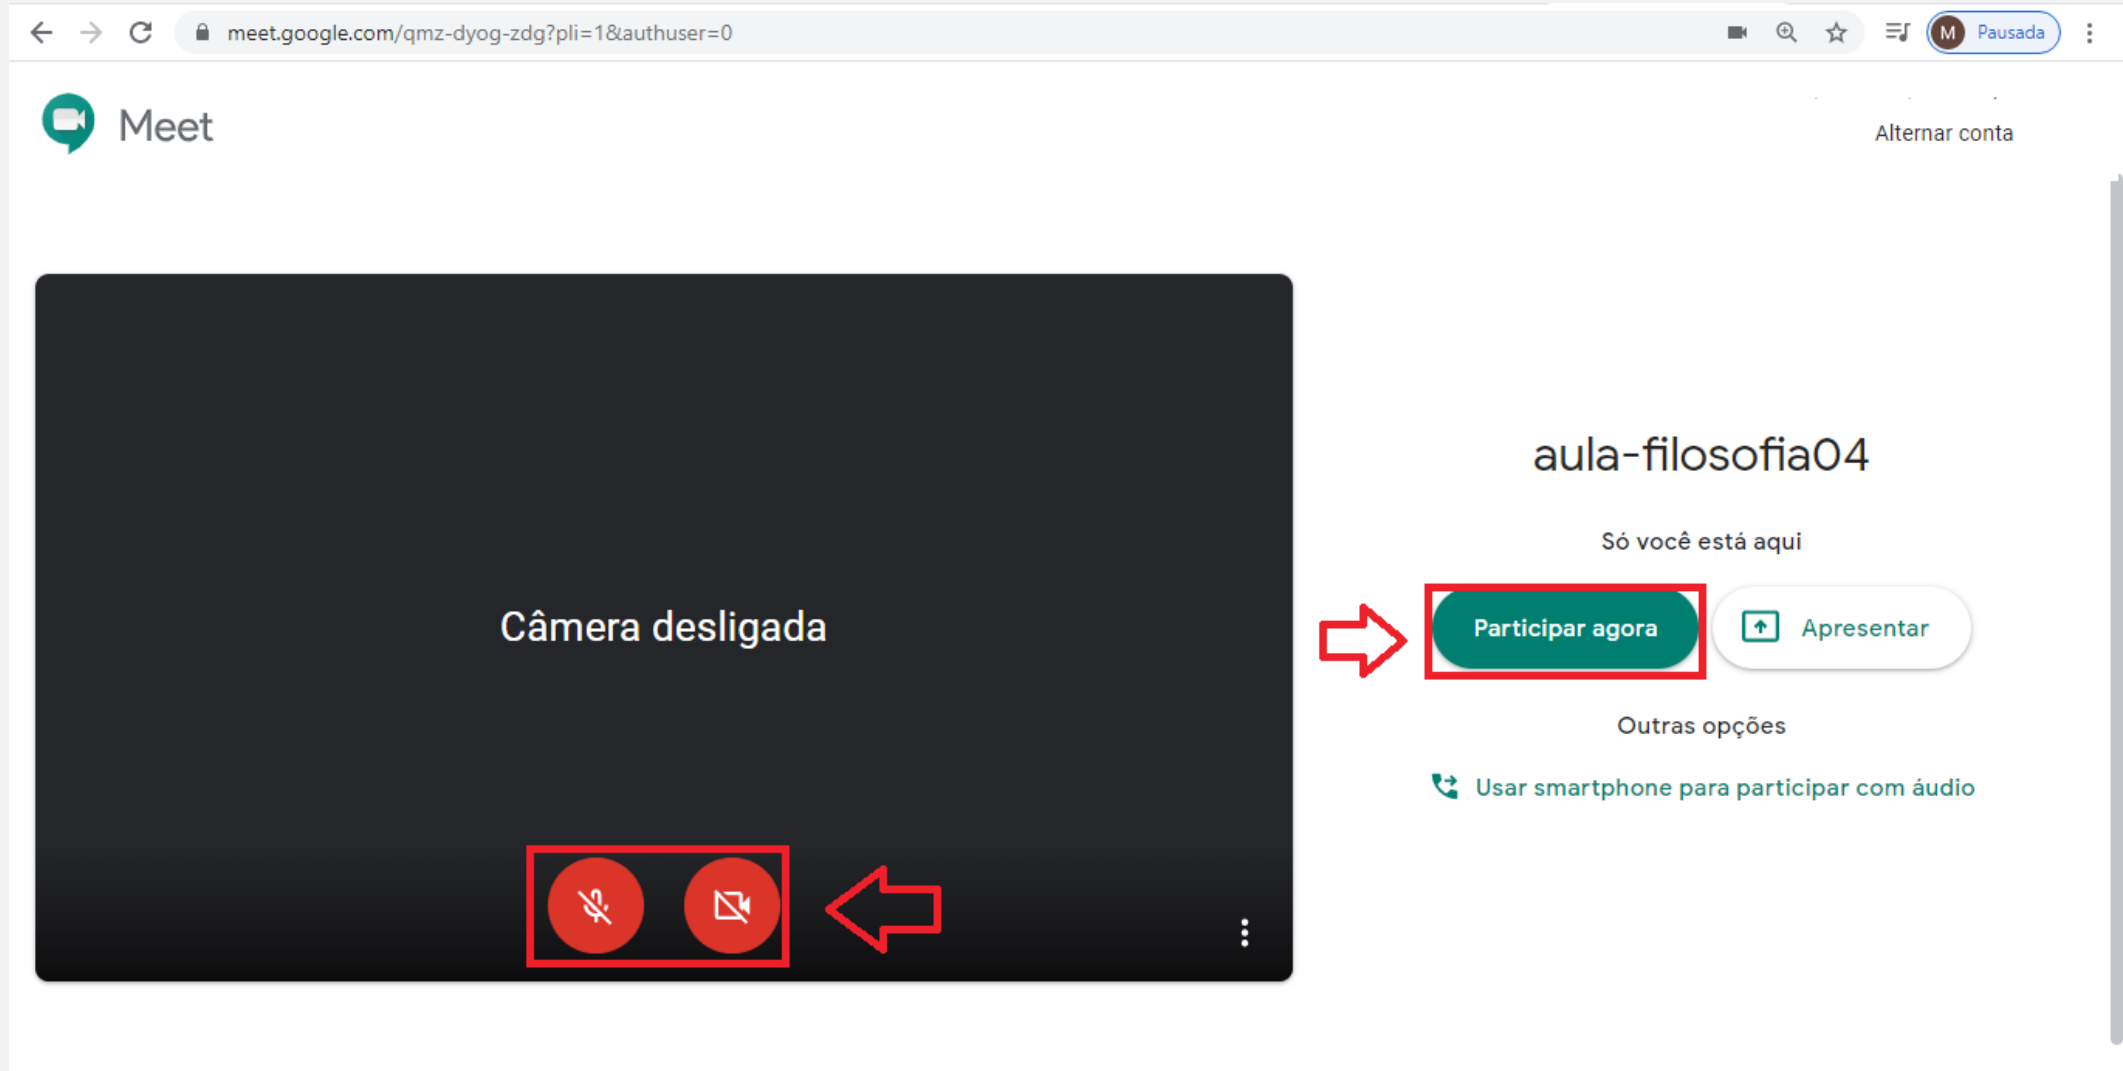 meet.google.com/qmz-dyog-zdg?pli=1&authuser=0
M Pausada
Meet
Alternar conta
Câmera desligada
aula-filosofia04
Só você está aqui
Participar agora
Apresentar
Outras opções
Usar smartphone para participar com áudio